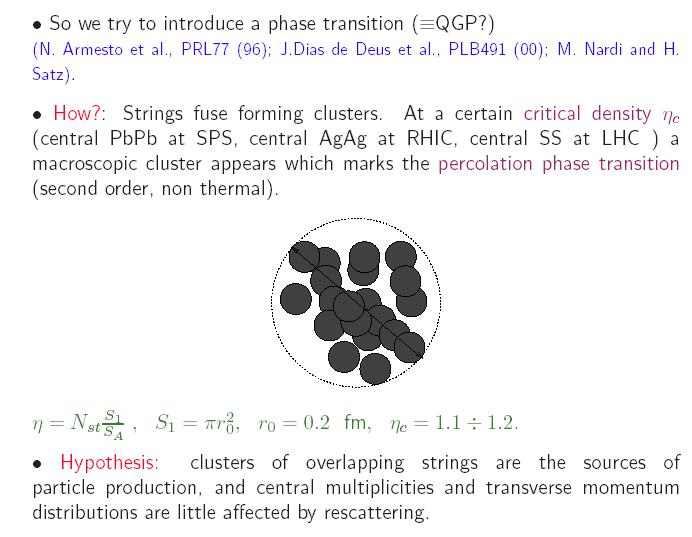 • So we try to introduce a phase transition (≡QGP?)
(N. Armesto et al., PRL77 (96); J.Dias de Deus et al., PLB491 (00); M. Nardi and H.
Satz).
• How?: Strings fuse forming clusters. At a certain critical density η_c
(central PbPb at SPS, central AgAg at RHIC, central SS at LHC ) a
macroscopic cluster appears which marks the percolation phase transition
(second order, non thermal).
η = N_st S_1/S_A , S_1 = πr_0^2, r_0 = 0.2 fm, η_c = 1.1 ÷ 1.2.
• Hypothesis: clusters of overlapping strings are the sources of
particle production, and central multiplicities and transverse momentum
distributions are little affected by rescattering.